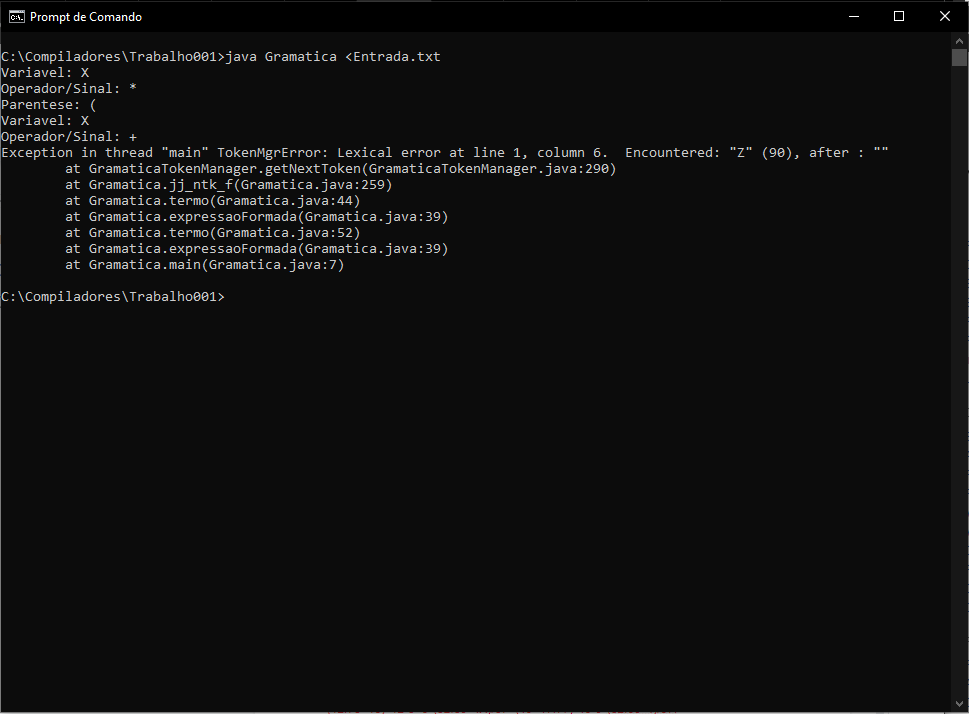 Prompt de Comando
C:\Compiladores\Trabalho001>java Gramatica <Entrada.txt
Variavel: X
Operador/Sinal: *
Parentese: (
Variavel: X
Operador/Sinal: +
Exception in thread "main" TokenMgrError: Lexical error at line 1, column 6.  Encountered: "Z" (90), after : ""
        at GramaticaTokenManager.getNextToken(GramaticaTokenManager.java:290)
        at Gramatica.jj_ntk_f(Gramatica.java:259)
        at Gramatica.termo(Gramatica.java:44)
        at Gramatica.expressaoFormada(Gramatica.java:39)
        at Gramatica.termo(Gramatica.java:52)
        at Gramatica.expressaoFormada(Gramatica.java:39)
        at Gramatica.main(Gramatica.java:7)
C:\Compiladores\Trabalho001>